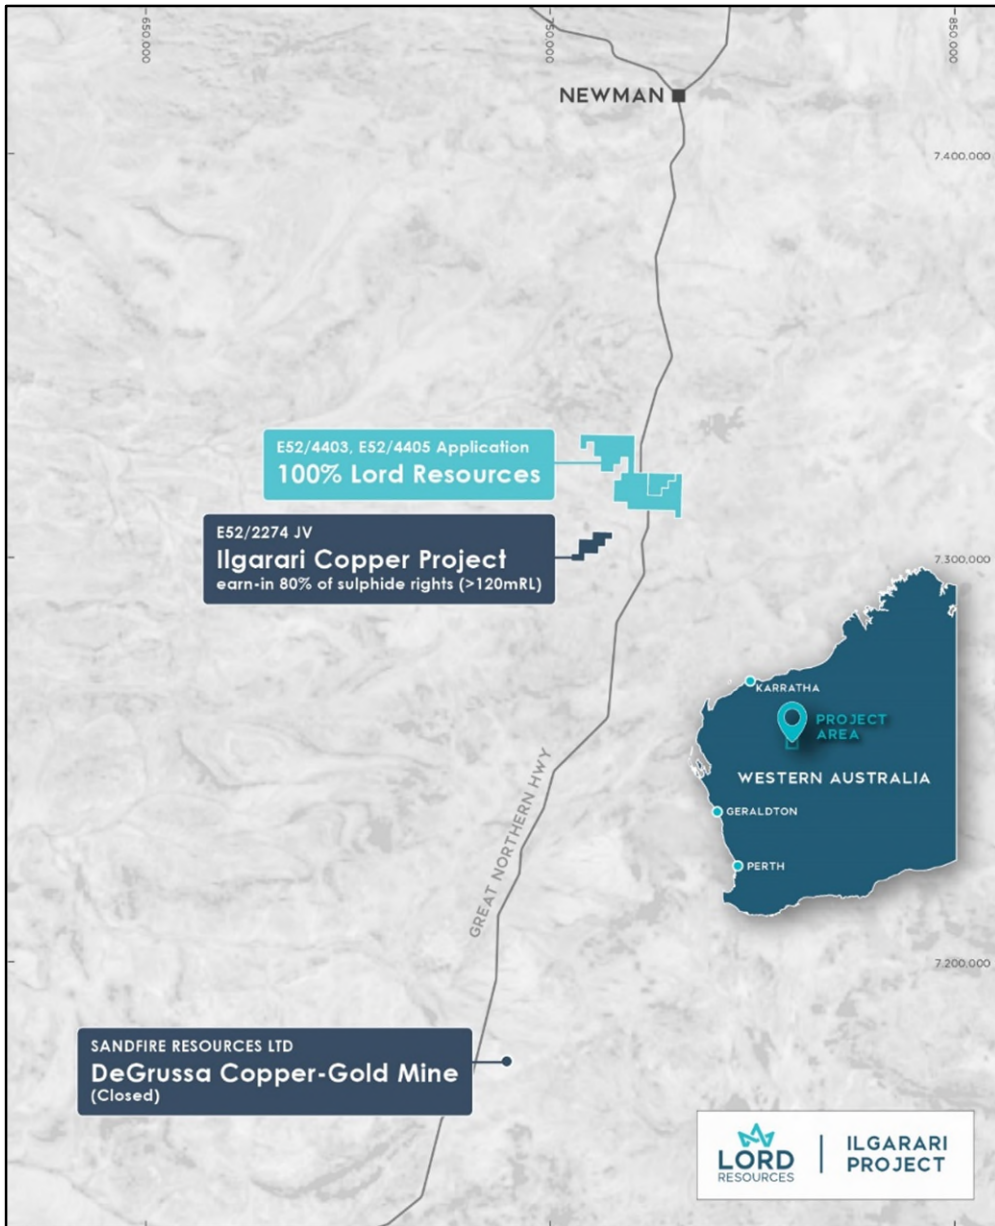 650,000
750,000
850,000
NEWMAN
7,400,000
E52/4403, E52/4405 Application
100% Lord Resources
E52/2274 JV
Ilgarari Copper Project
earn-in 80% of sulphide rights (>120mRL)
7,300,000
KARRATHA
PROJECT
AREA
WESTERN AUSTRALIA
GERALDTON
PERTH
GREAT NORTHERN HWY
7,200,000
SANDFIRE RESOURCES LTD
DeGrussa Copper-Gold Mine
(Closed)
LORD
RESOURCES
ILGARARI
PROJECT